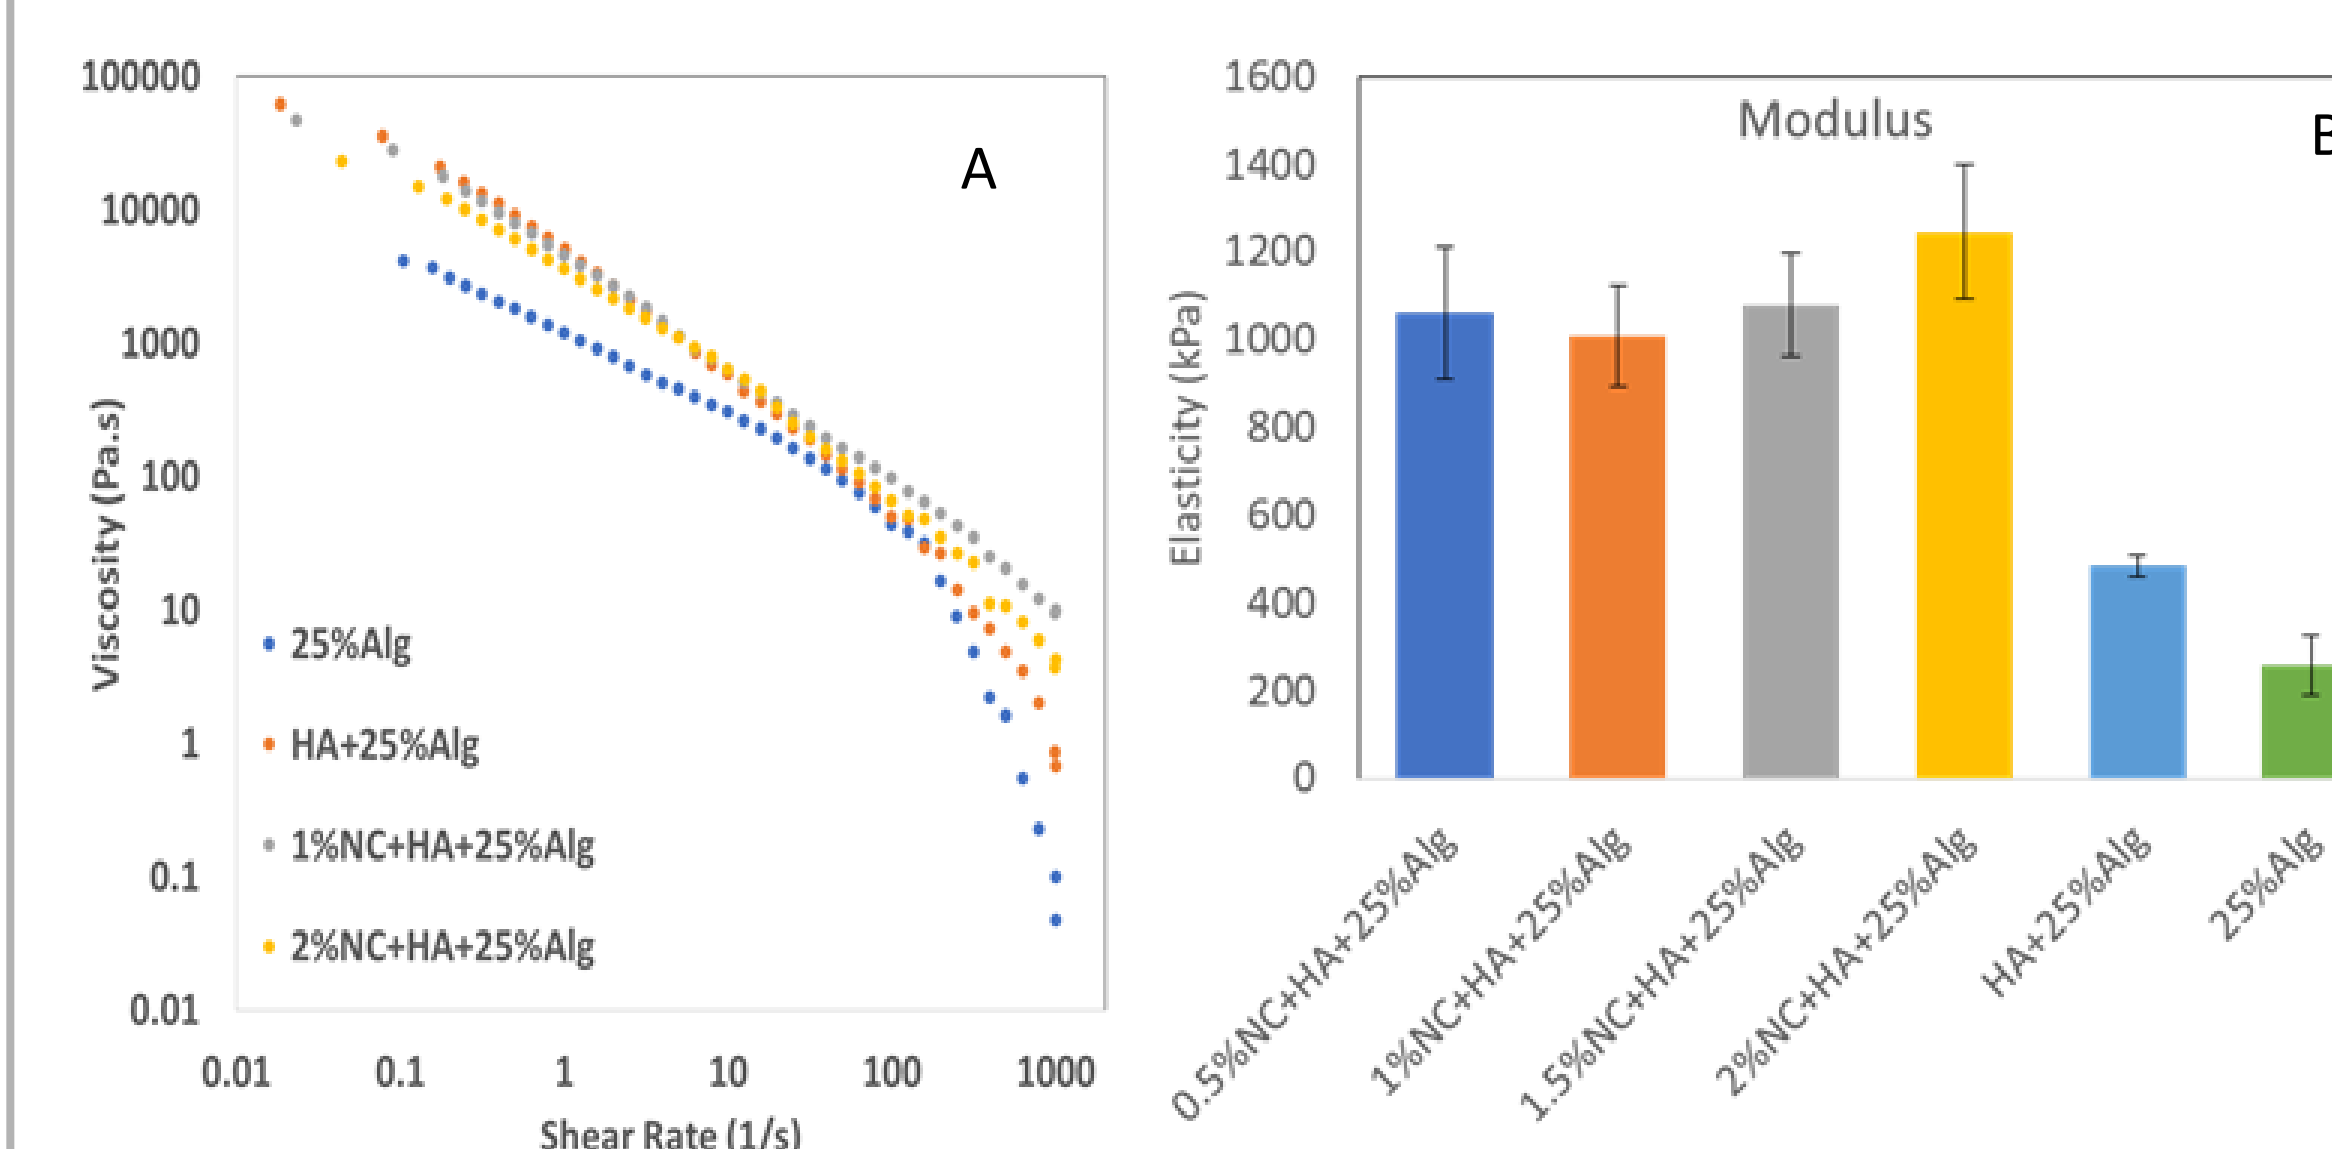 100000
10000
1000
100
10
1
0.1
0.01
Viscosity (Pa.s)
A
25%Alg
HA+25%Alg
1%NC+HA+25%Alg
2%NC+HA+25%Alg
0.01 0.1 1 10 100 1000
Shear Rate (1/s)
1600
1400
1200
1000
800
600
400
200
0
Elasticity (kPa)
Modulus
B
0.5%NC+HA+25%Alg
1%NC+HA+25%Alg
1.5%NC+HA+25%Alg
2%NC+HA+25%Alg
HA+25%Alg
25%Alg